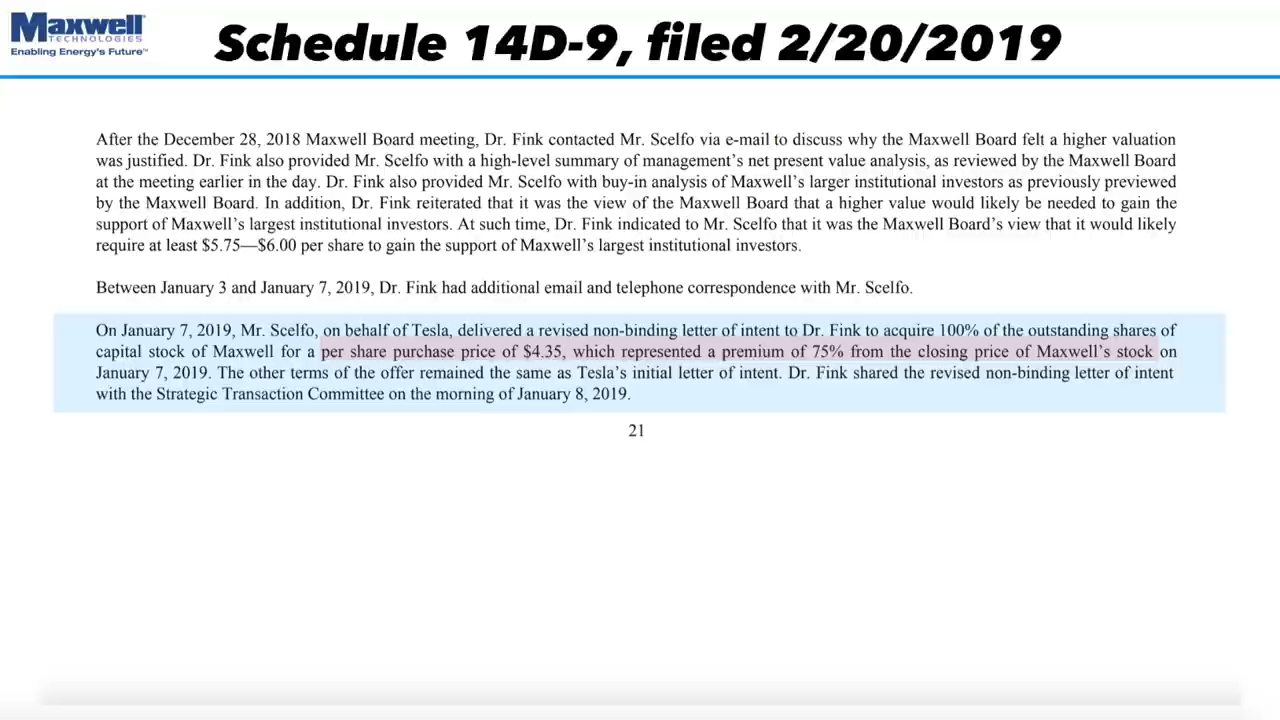 Maxwell
TECHNOLOGIES
Enabling Energy's Future™
Schedule 14D-9, filed 2/20/2019
After the December 28, 2018 Maxwell Board meeting, Dr. Fink contacted Mr. Scelfo via e-mail to discuss why the Maxwell Board felt a higher valuation
was justified. Dr. Fink also provided Mr. Scelfo with a high-level summary of management's net present value analysis, as reviewed by the Maxwell Board
at the meeting earlier in the day. Dr. Fink also provided Mr. Scelfo with buy-in analysis of Maxwell's larger institutional investors as previously previewed
by the Maxwell Board. In addition, Dr. Fink reiterated that it was the view of the Maxwell Board that a higher value would likely be needed to gain the
support of Maxwell's largest institutional investors. At such time, Dr. Fink indicated to Mr. Scelfo that it was the Maxwell Board's view that it would likely
require at least $5.75—$6.00 per share to gain the support of Maxwell's largest institutional investors.
Between January 3 and January 7, 2019, Dr. Fink had additional email and telephone correspondence with Mr. Scelfo.
On January 7, 2019, Mr. Scelfo, on behalf of Tesla, delivered a revised non-binding letter of intent to Dr. Fink to acquire 100% of the outstanding shares of
capital stock of Maxwell for a per share purchase price of $4.35, which represented a premium of 75% from the closing price of Maxwell's stock on
January 7, 2019. The other terms of the offer remained the same as Tesla's initial letter of intent. Dr. Fink shared the revised non-binding letter of intent
with the Strategic Transaction Committee on the morning of January 8, 2019.
21